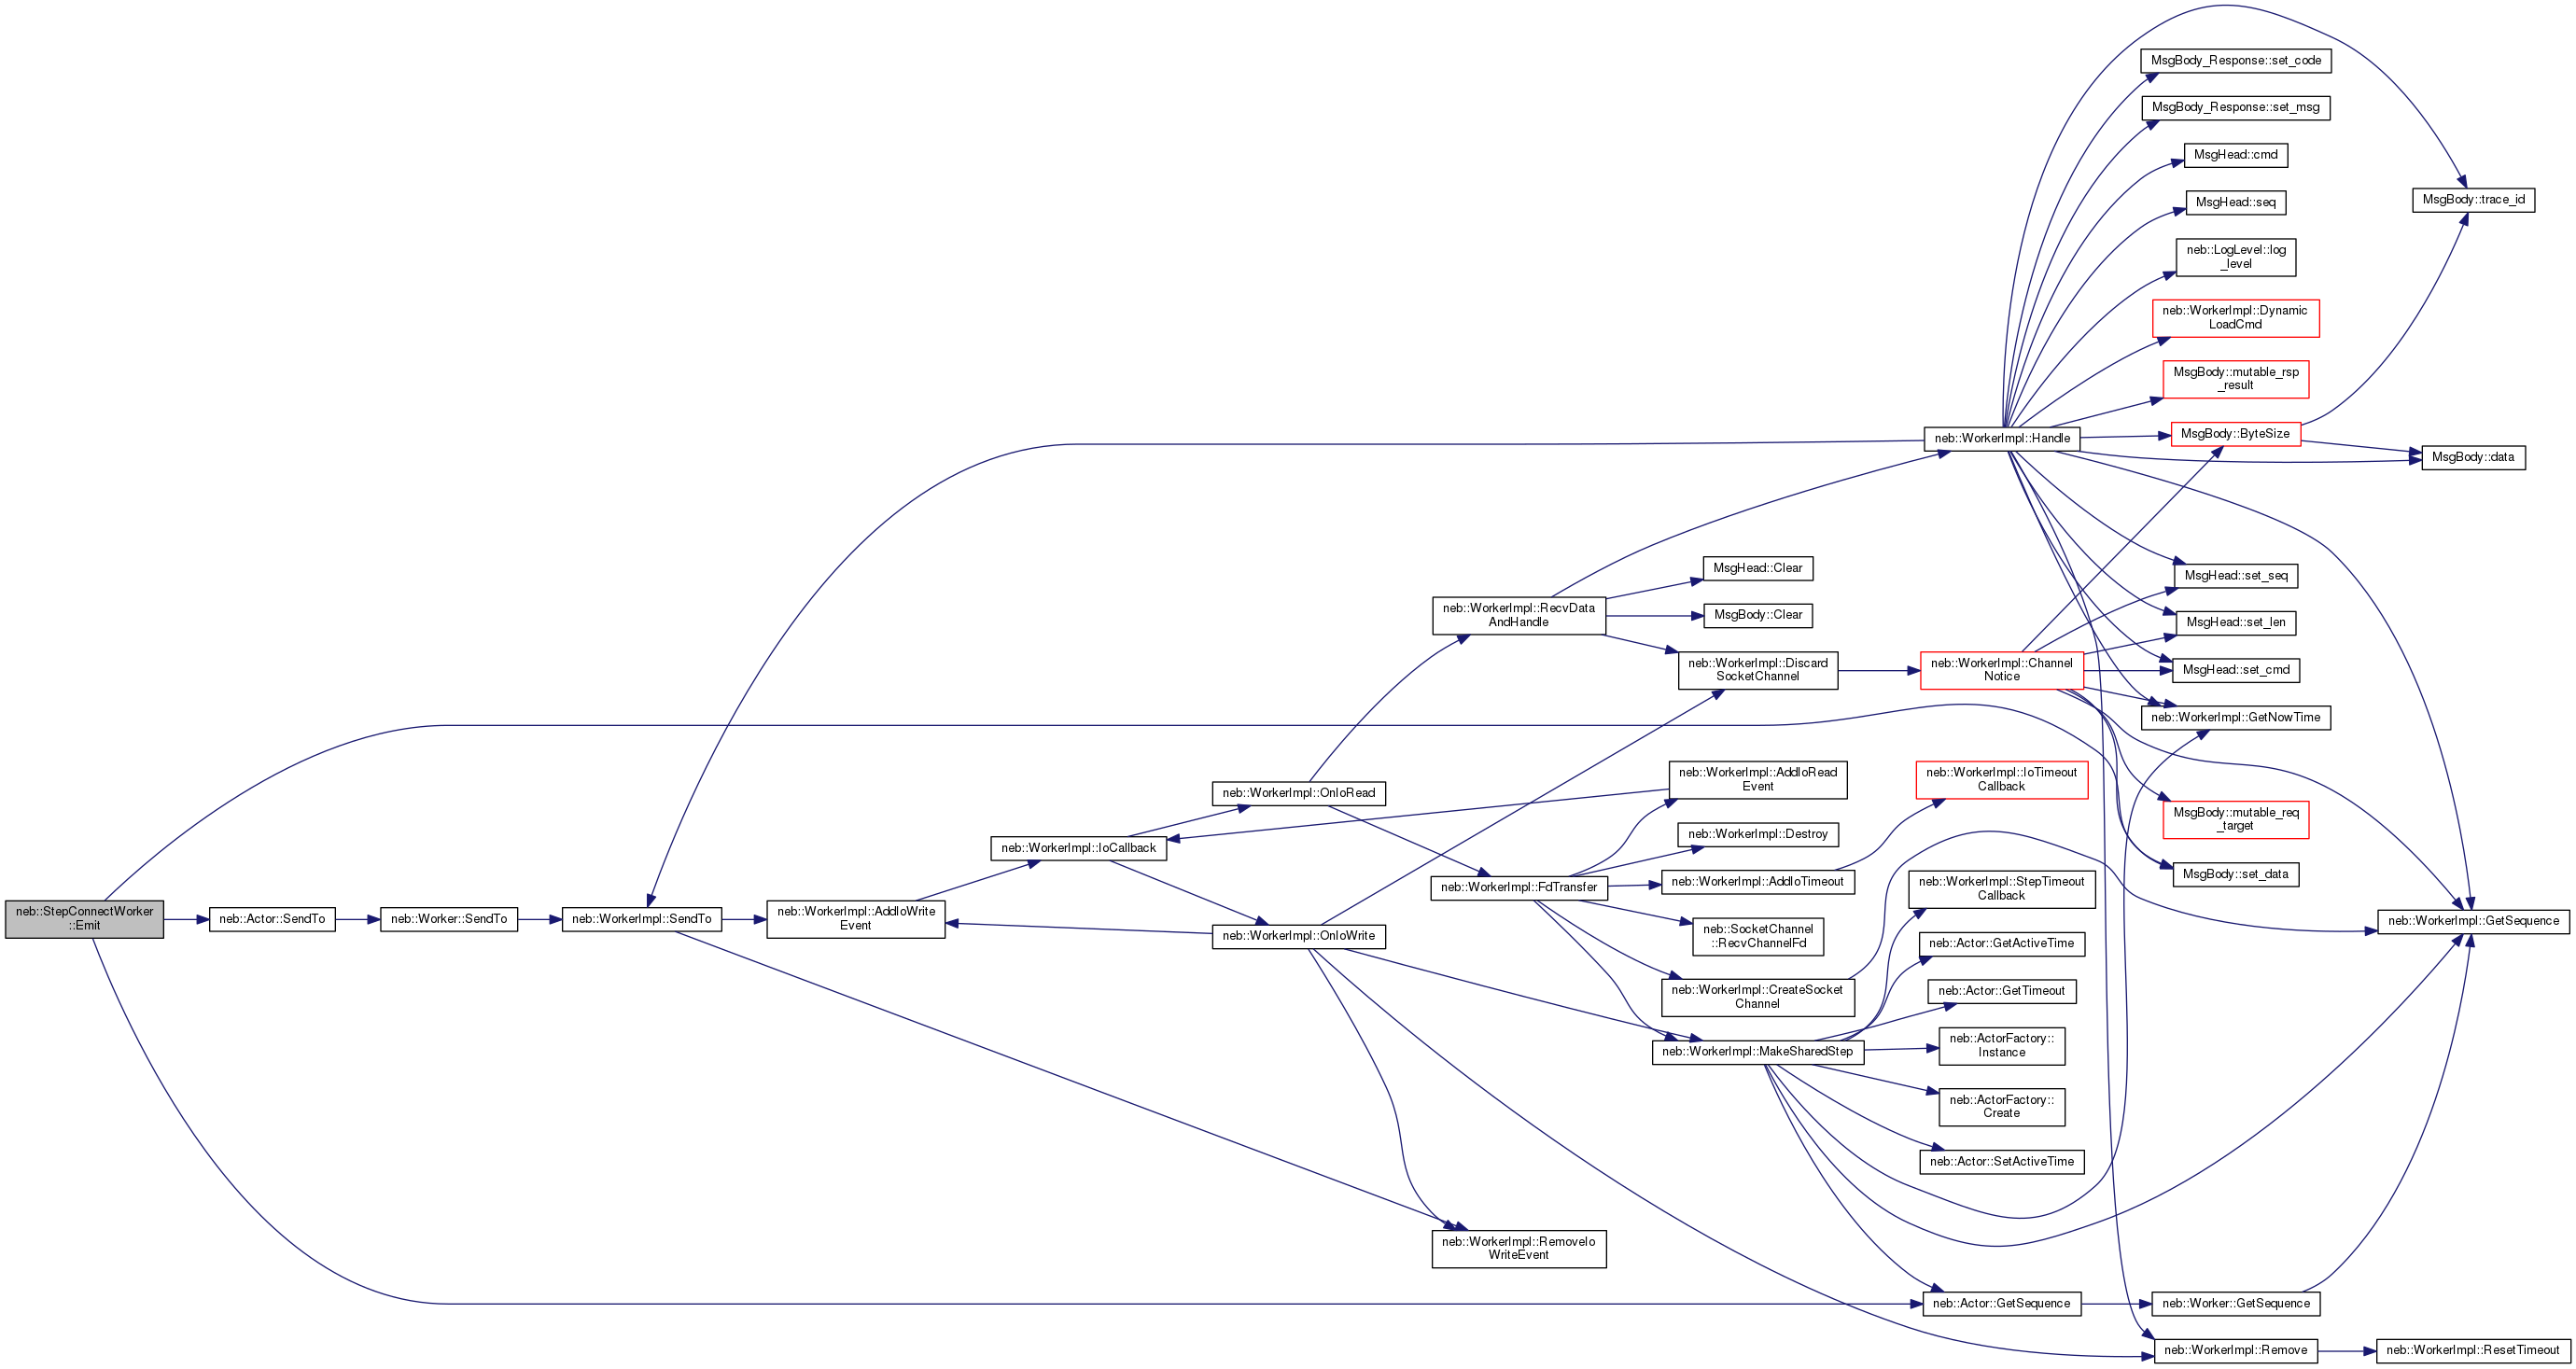 neb::StepConnectWorker
::Emit
neb::Actor::SendTo
neb::Worker::SendTo
neb::WorkerImpl::SendTo
neb::WorkerImpl::AddIoWrite
Event
neb::WorkerImpl::IoCallback
neb::WorkerImpl::OnIoRead
neb::WorkerImpl::OnIoWrite
neb::WorkerImpl::RecvData
AndHandle
neb::WorkerImpl::FdTransfer
neb::WorkerImpl::RemoveIo
WriteEvent
MsgHead::Clear
MsgBody::Clear
neb::WorkerImpl::Discard
SocketChannel
neb::WorkerImpl::AddIoRead
Event
neb::WorkerImpl::Destroy
neb::WorkerImpl::AddIoTimeout
neb::SocketChannel
::RecvChannelFd
neb::WorkerImpl::CreateSocket
Channel
neb::WorkerImpl::MakeSharedStep
neb::WorkerImpl::Handle
neb::WorkerImpl::Channel
Notice
neb::WorkerImpl::IoTimeout
Callback
neb::WorkerImpl::StepTimeout
Callback
neb::Actor::GetActiveTime
neb::Actor::GetTimeout
neb::ActorFactory::
Instance
neb::ActorFactory::
Create
neb::Actor::SetActiveTime
neb::Actor::GetSequence
MsgBody_Response::set_code
MsgBody_Response::set_msg
MsgHead::cmd
MsgHead::seq
neb::LogLevel::log
_level
neb::WorkerImpl::Dynamic
LoadCmd
MsgBody::mutable_rsp
_result
MsgBody::ByteSize
MsgHead::set_seq
MsgHead::set_len
MsgHead::set_cmd
neb::WorkerImpl::GetNowTime
MsgBody::mutable_req
_target
MsgBody::set_data
neb::Worker::GetSequence
neb::WorkerImpl::Remove
MsgBody::trace_id
MsgBody::data
neb::WorkerImpl::GetSequence
neb::WorkerImpl::ResetTimeout